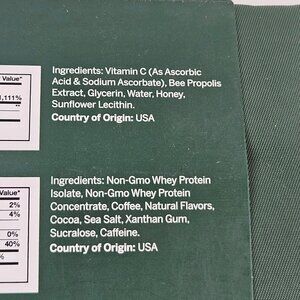 Value*
1,111%
**
Ingredients: Vitamin C (As Ascorbic
Acid & Sodium Ascorbate), Bee Propolis
Extract, Glycerin, Water, Honey,
Sunflower Lecithin.
Country of Origin: USA
Value*
2%
4%
0%
40%
Ingredients: Non-Gmo Whey Protein
Isolate, Non-Gmo Whey Protein
Concentrate, Coffee, Natural Flavors,
Cocoa, Sea Salt, Xanthan Gum,
Sucralose, Caffeine.
Country of Origin: USA